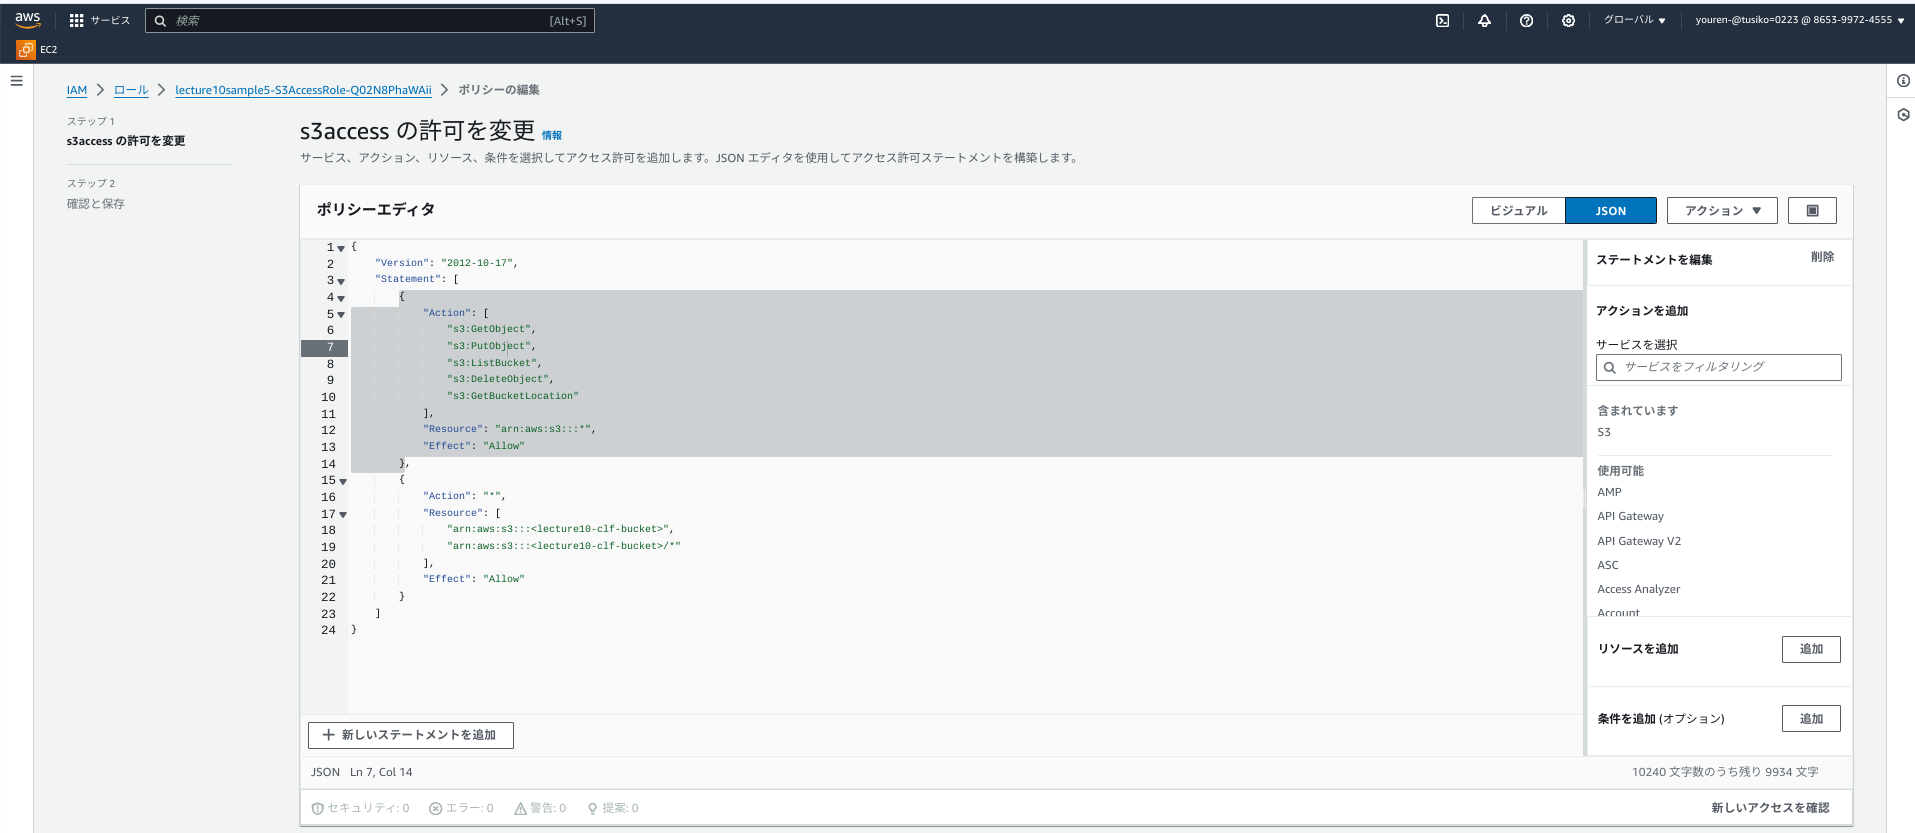 aws サービス 検索 [Alt+S] グローバル ▼ youren-@tusiko=0223 @ 8653-9972-4555 ▼
EC2
IAM > ロール > lecture10sample5-S3AccessRole-Q02N8PhaWAii > ポリシーの編集
ステップ 1
s3access の許可を変更
ステップ 2
確認と保存
s3access の許可を変更 情報
サービス、アクション、リソース、条件を選択してアクセス許可を追加します。JSON エディタを使用してアクセス許可ステートメントを構築します。
ポリシーエディタ
ビジュアル JSON アクション ▼
1 {
2 "Version": "2012-10-17",
3 "Statement": [
4 {
5 "Action": [
6 "s3:GetObject",
7 "s3:PutObject",
8 "s3:ListBucket",
9 "s3:DeleteObject",
10 "s3:GetBucketLocation"
11 ],
12 "Resource": "arn:aws:s3:::*",
13 "Effect": "Allow"
14 },
15 {
16 "Action": "*",
17 "Resource": [
18 "arn:aws:s3:::<lecture10-clf-bucket>",
19 "arn:aws:s3:::<lecture10-clf-bucket>/*"
20 ],
21 "Effect": "Allow"
22 }
23 ]
24 }
+ 新しいステートメントを追加
JSON Ln 7, Col 14
10240 文字数のうち残り 9934 文字
セキュリティ: 0 エラー: 0 警告: 0 提案: 0
新しいアクセスを確認
ステートメントを編集 削除
アクションを追加
サービスを選択
サービスをフィルタリング
含まれています
S3
使用可能
AMP
API Gateway
API Gateway V2
ASC
Access Analyzer
Account
リソースを追加 追加
条件を追加 (オプション) 追加